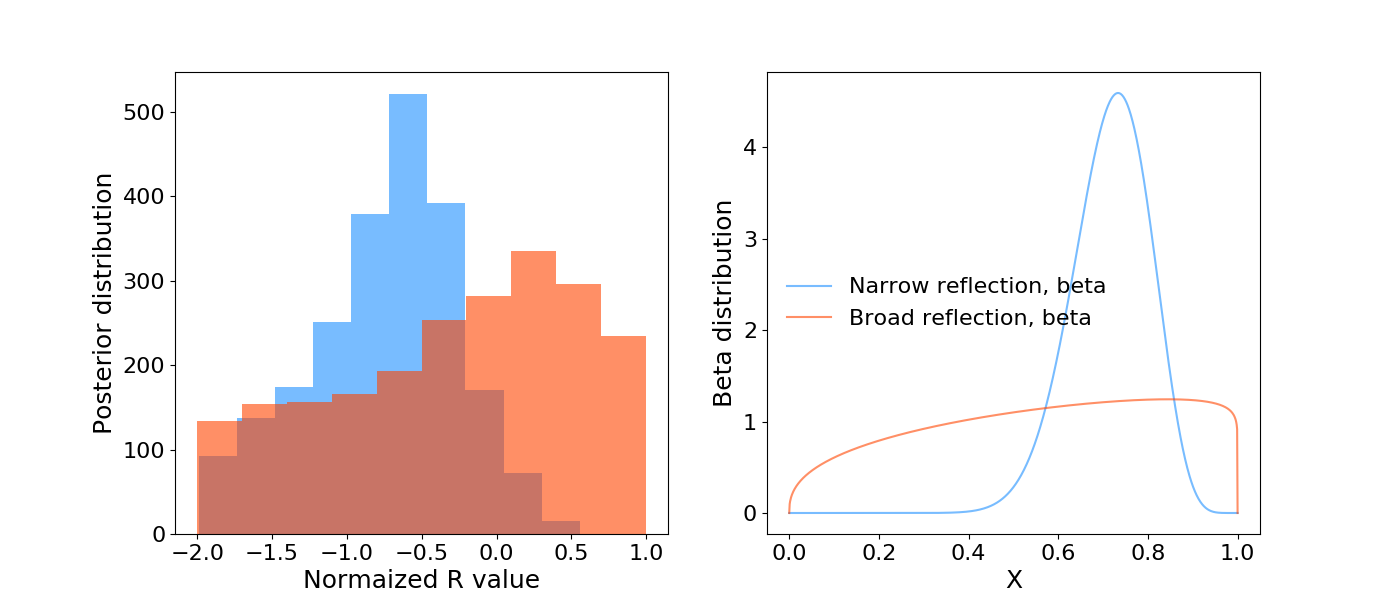 500
400
300
200
100
0
−2.0 −1.5 −1.0 −0.5 0.0 0.5 1.0
Normaized R value
Posterior distribution
4
3
2
1
0
0.0 0.2 0.4 0.6 0.8 1.0
X
Beta distribution
Narrow reflection, beta
Broad reflection, beta